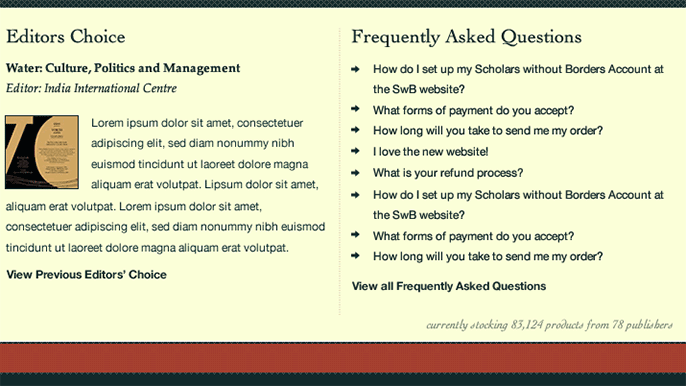 Editors Choice
Water: Culture, Politics and Management
Editor: India International Centre
Lorem ipsum dolor sit amet, consectetuer
adipiscing elit, sed diam nonummy nibh
euismod tincidunt ut laoreet dolore magna
aliquam erat volutpat. Lipsum dolor sit amet,
aliquam erat volutpat. Lorem ipsum dolor sit amet,
consectetuer adipiscing elit, sed diam nonummy nibh euismod
tincidunt ut laoreet dolore magna aliquam erat volutpat.
View Previous Editors' Choice
Frequently Asked Questions
How do I set up my Scholars without Borders Account at
the SwB website?
What forms of payment do you accept?
How long will you take to send me my order?
I love the new website!
What is your refund process?
How do I set up my Scholars without Borders Account at
the SwB website?
What forms of payment do you accept?
How long will you take to send me my order?
View all Frequently Asked Questions
currently stocking 83,124 products from 78 publishers